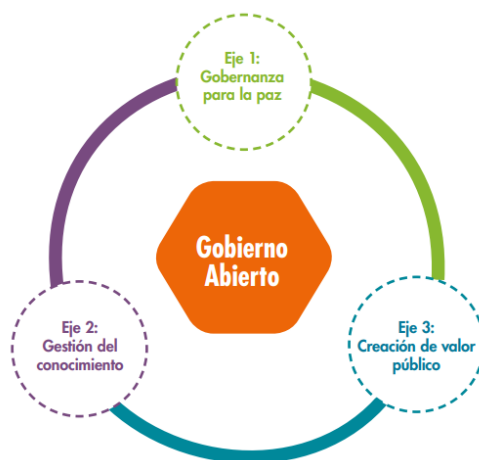 Eje 1:
Gobernanza
para la paz
Gobierno
Abierto
Eje 2:
Gestión del
conocimiento
Eje 3:
Creación de valor
público